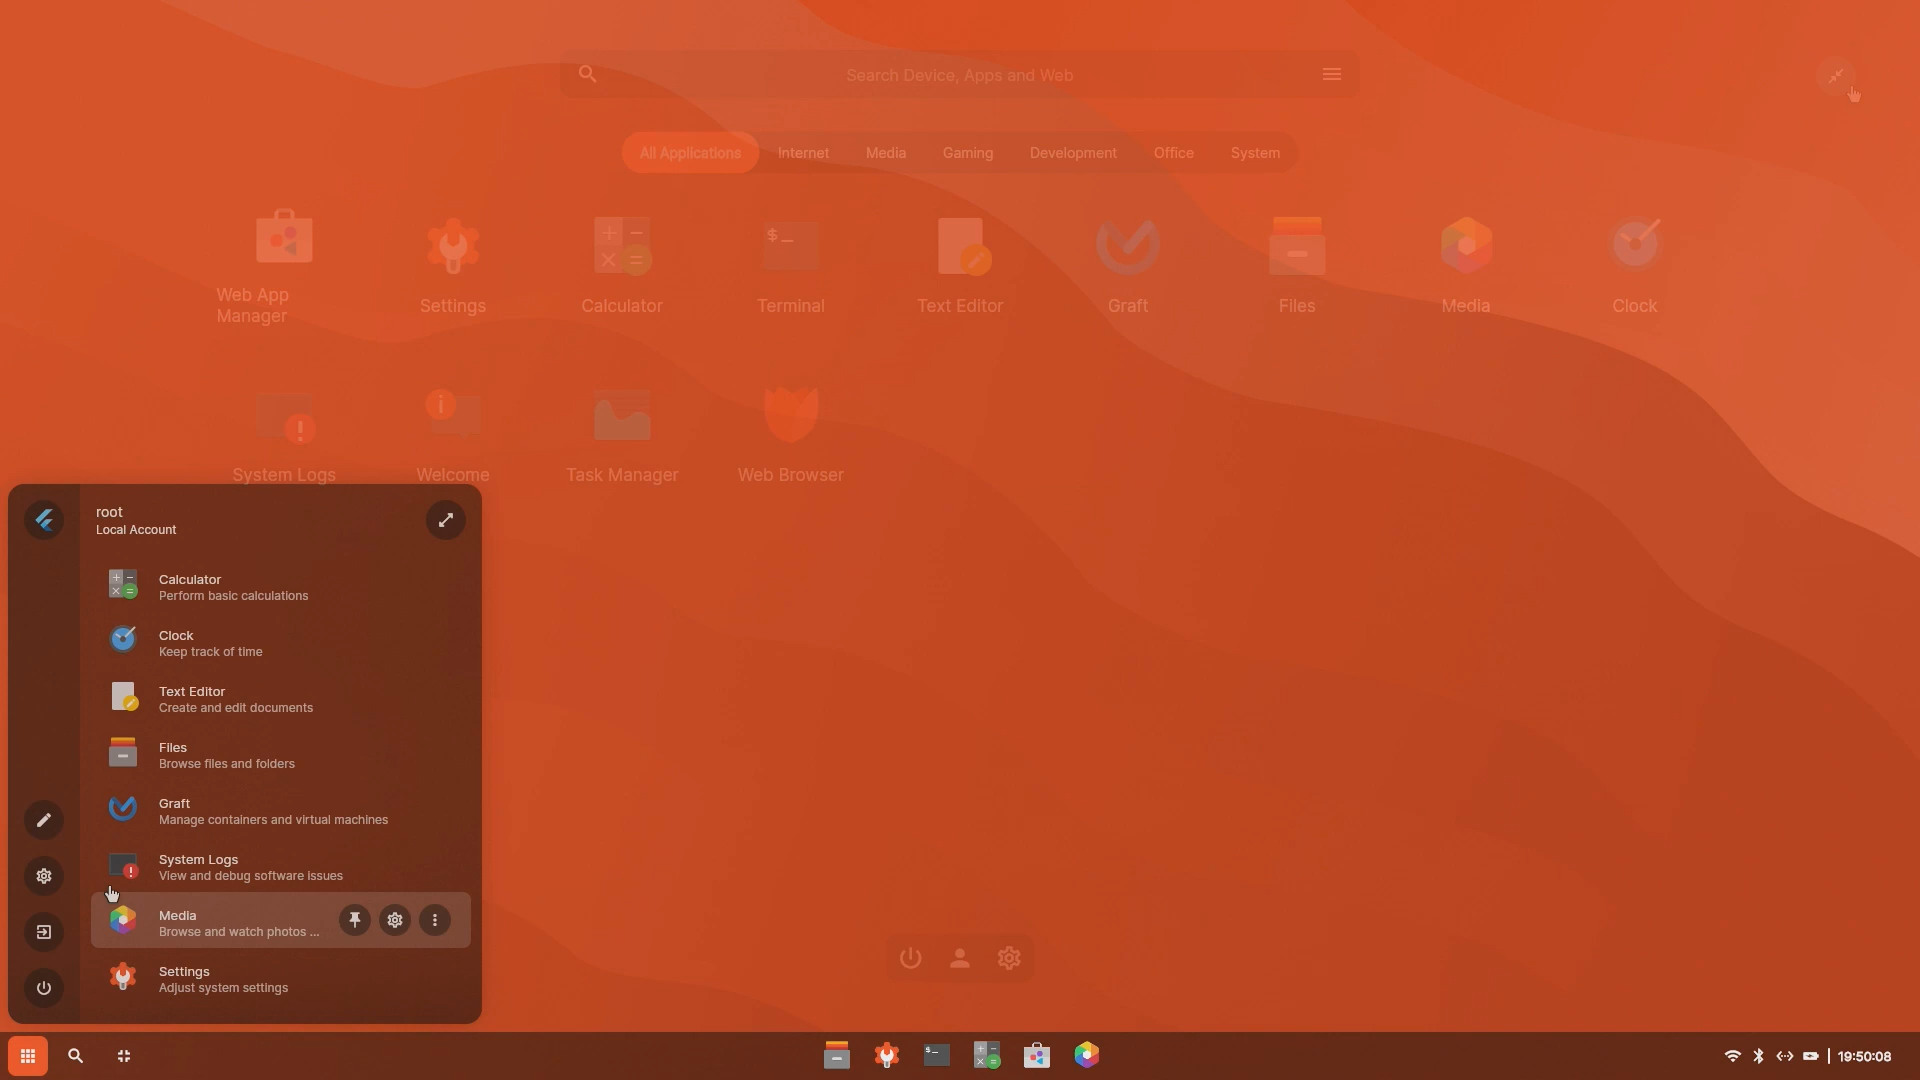 Search Device, Apps and Web
All Applications
Internet
Media
Gaming
Development
Office
System
Web App
Manager
Settings
Calculator
$_
Terminal
Text Editor
Graft
Files
Media
Clock
System Logs
Welcome
Task Manager
Web Browser
root
Local Account
Calculator
Perform basic calculations
Clock
Keep track of time
Text Editor
Create and edit documents
Files
Browse files and folders
Graft
Manage containers and virtual machines
System Logs
View and debug software issues
Media
Browse and watch photos ...
Settings
Adjust system settings
$_
19:50:08